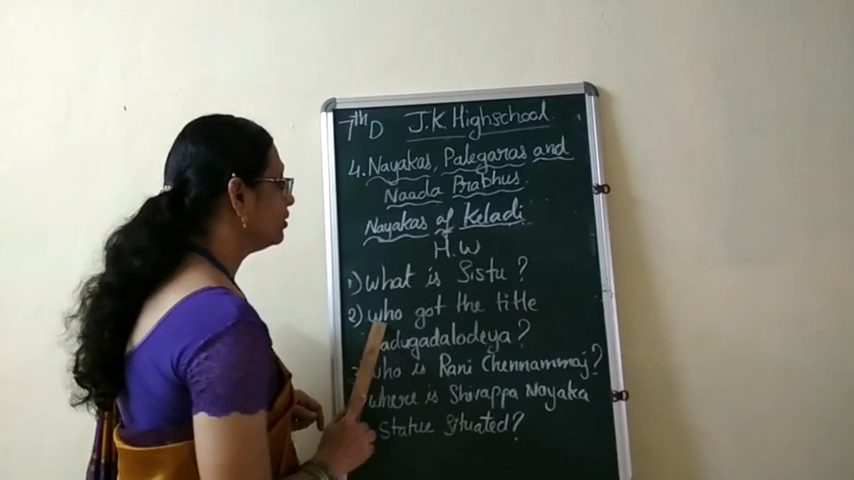 7th D J.K Highschool
4. Nayakas, Palegaras and
Naada Prabhus
Nayakas of Keladi
H.W
1) What is Sistu?
2) who got the title
adugadalodeya?
ho is Rani Chennammaj?
where is Shivappa Nayaka
Statue Situated?